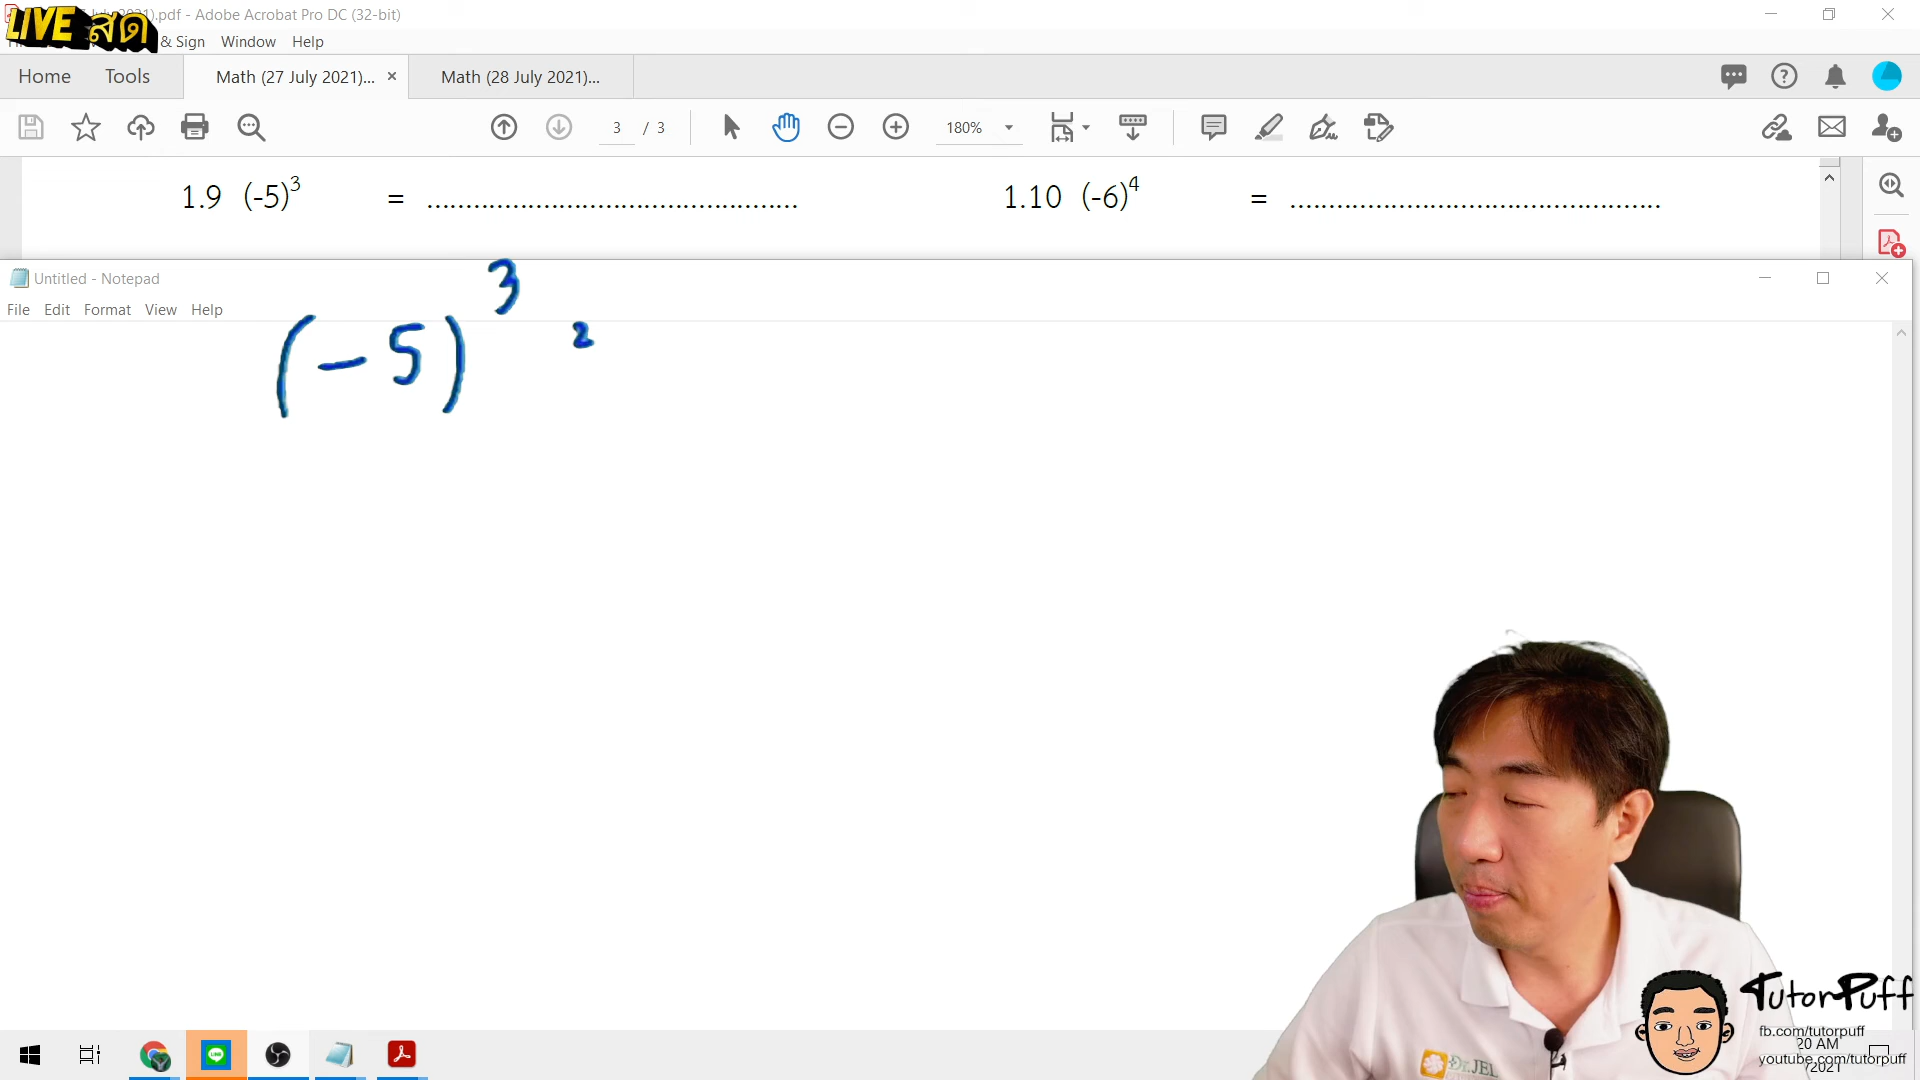 LIVE สด
.pdf - Adobe Acrobat Pro DC (32-bit)
& Sign Window Help
Home Tools Math (27 July 2021)... × Math (28 July 2021)...
3 / 3 180%
1.9 (-5)³ = ................................................ 1.10 (-6)⁴ = ................................................
Untitled - Notepad
File Edit Format View Help
(-5)³ 2
Dr.JEL
TutorPuff
fb.com/tutorpuff
20 AM
youtube.com/tutorpuff
/2021